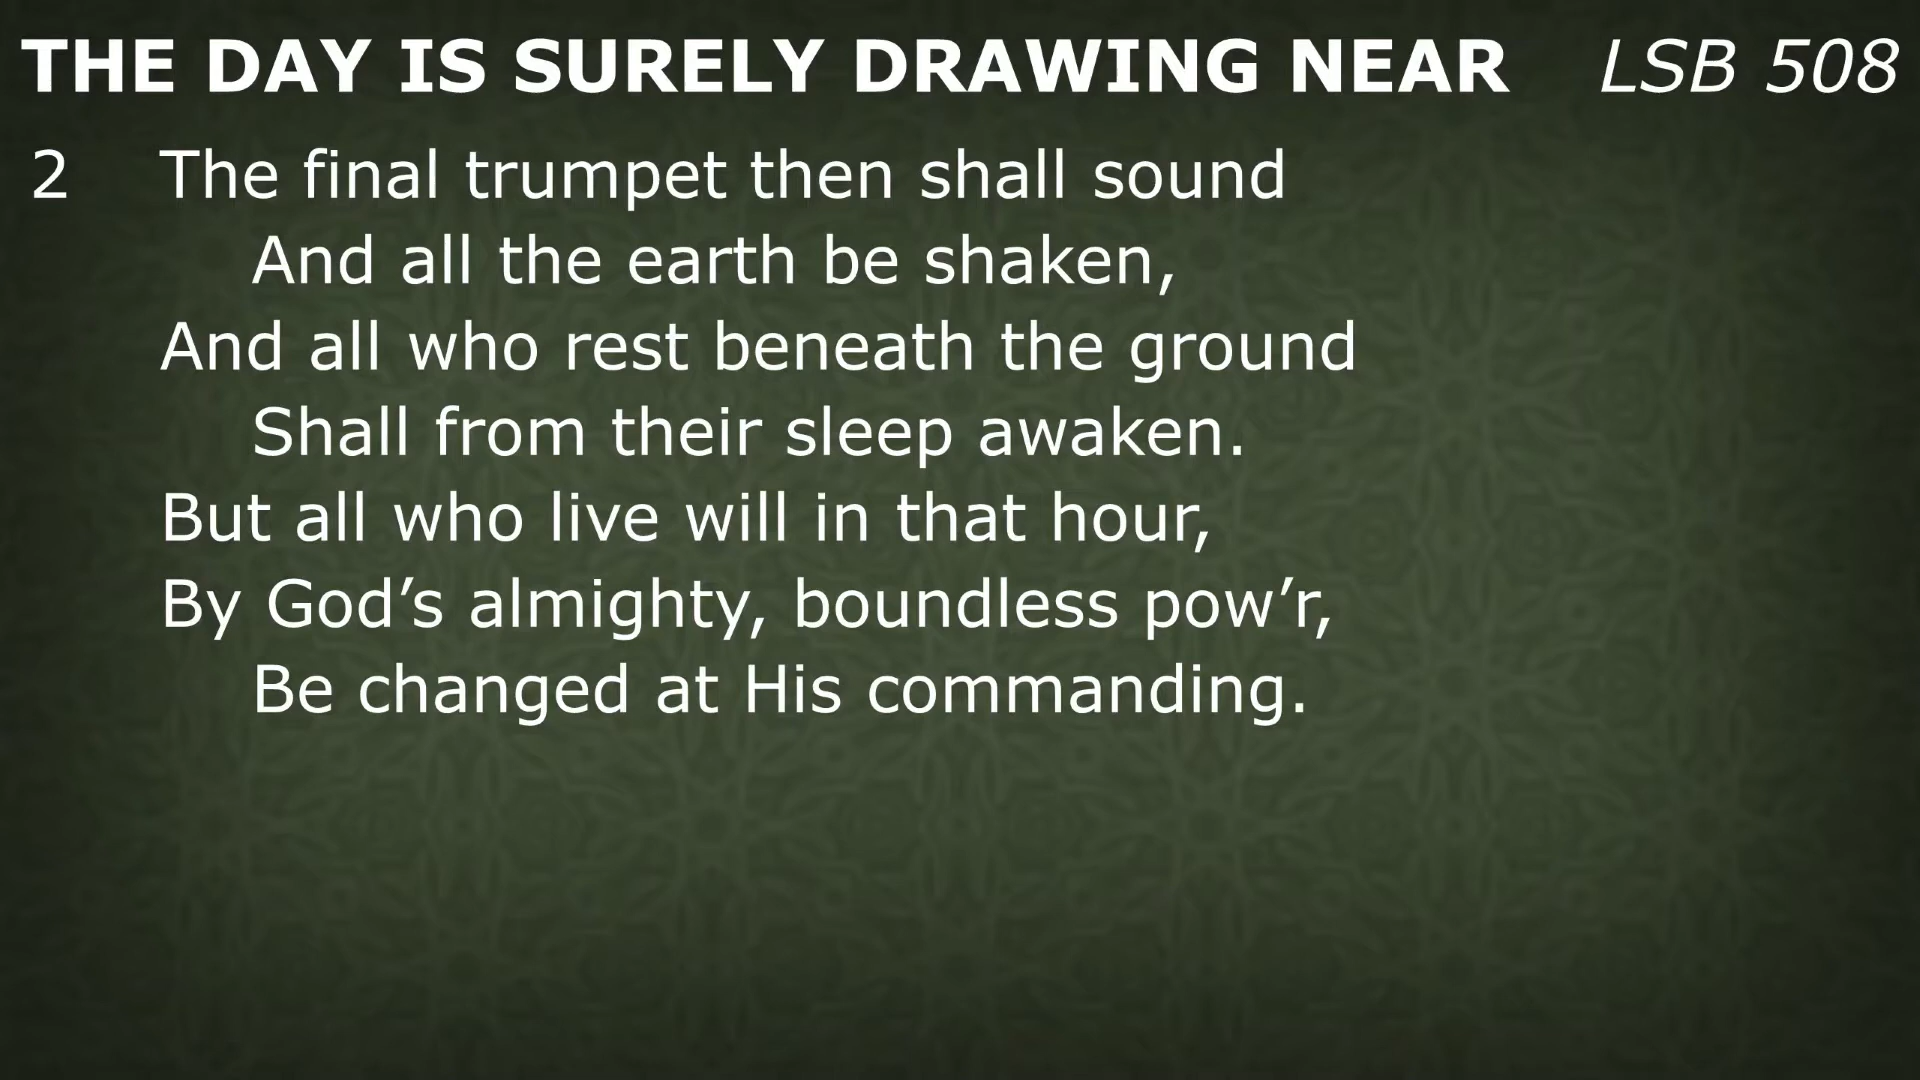 THE DAY IS SURELY DRAWING NEAR LSB 508
2 The final trumpet then shall sound
And all the earth be shaken,
And all who rest beneath the ground
Shall from their sleep awaken.
But all who live will in that hour,
By God’s almighty, boundless pow’r,
Be changed at His commanding.